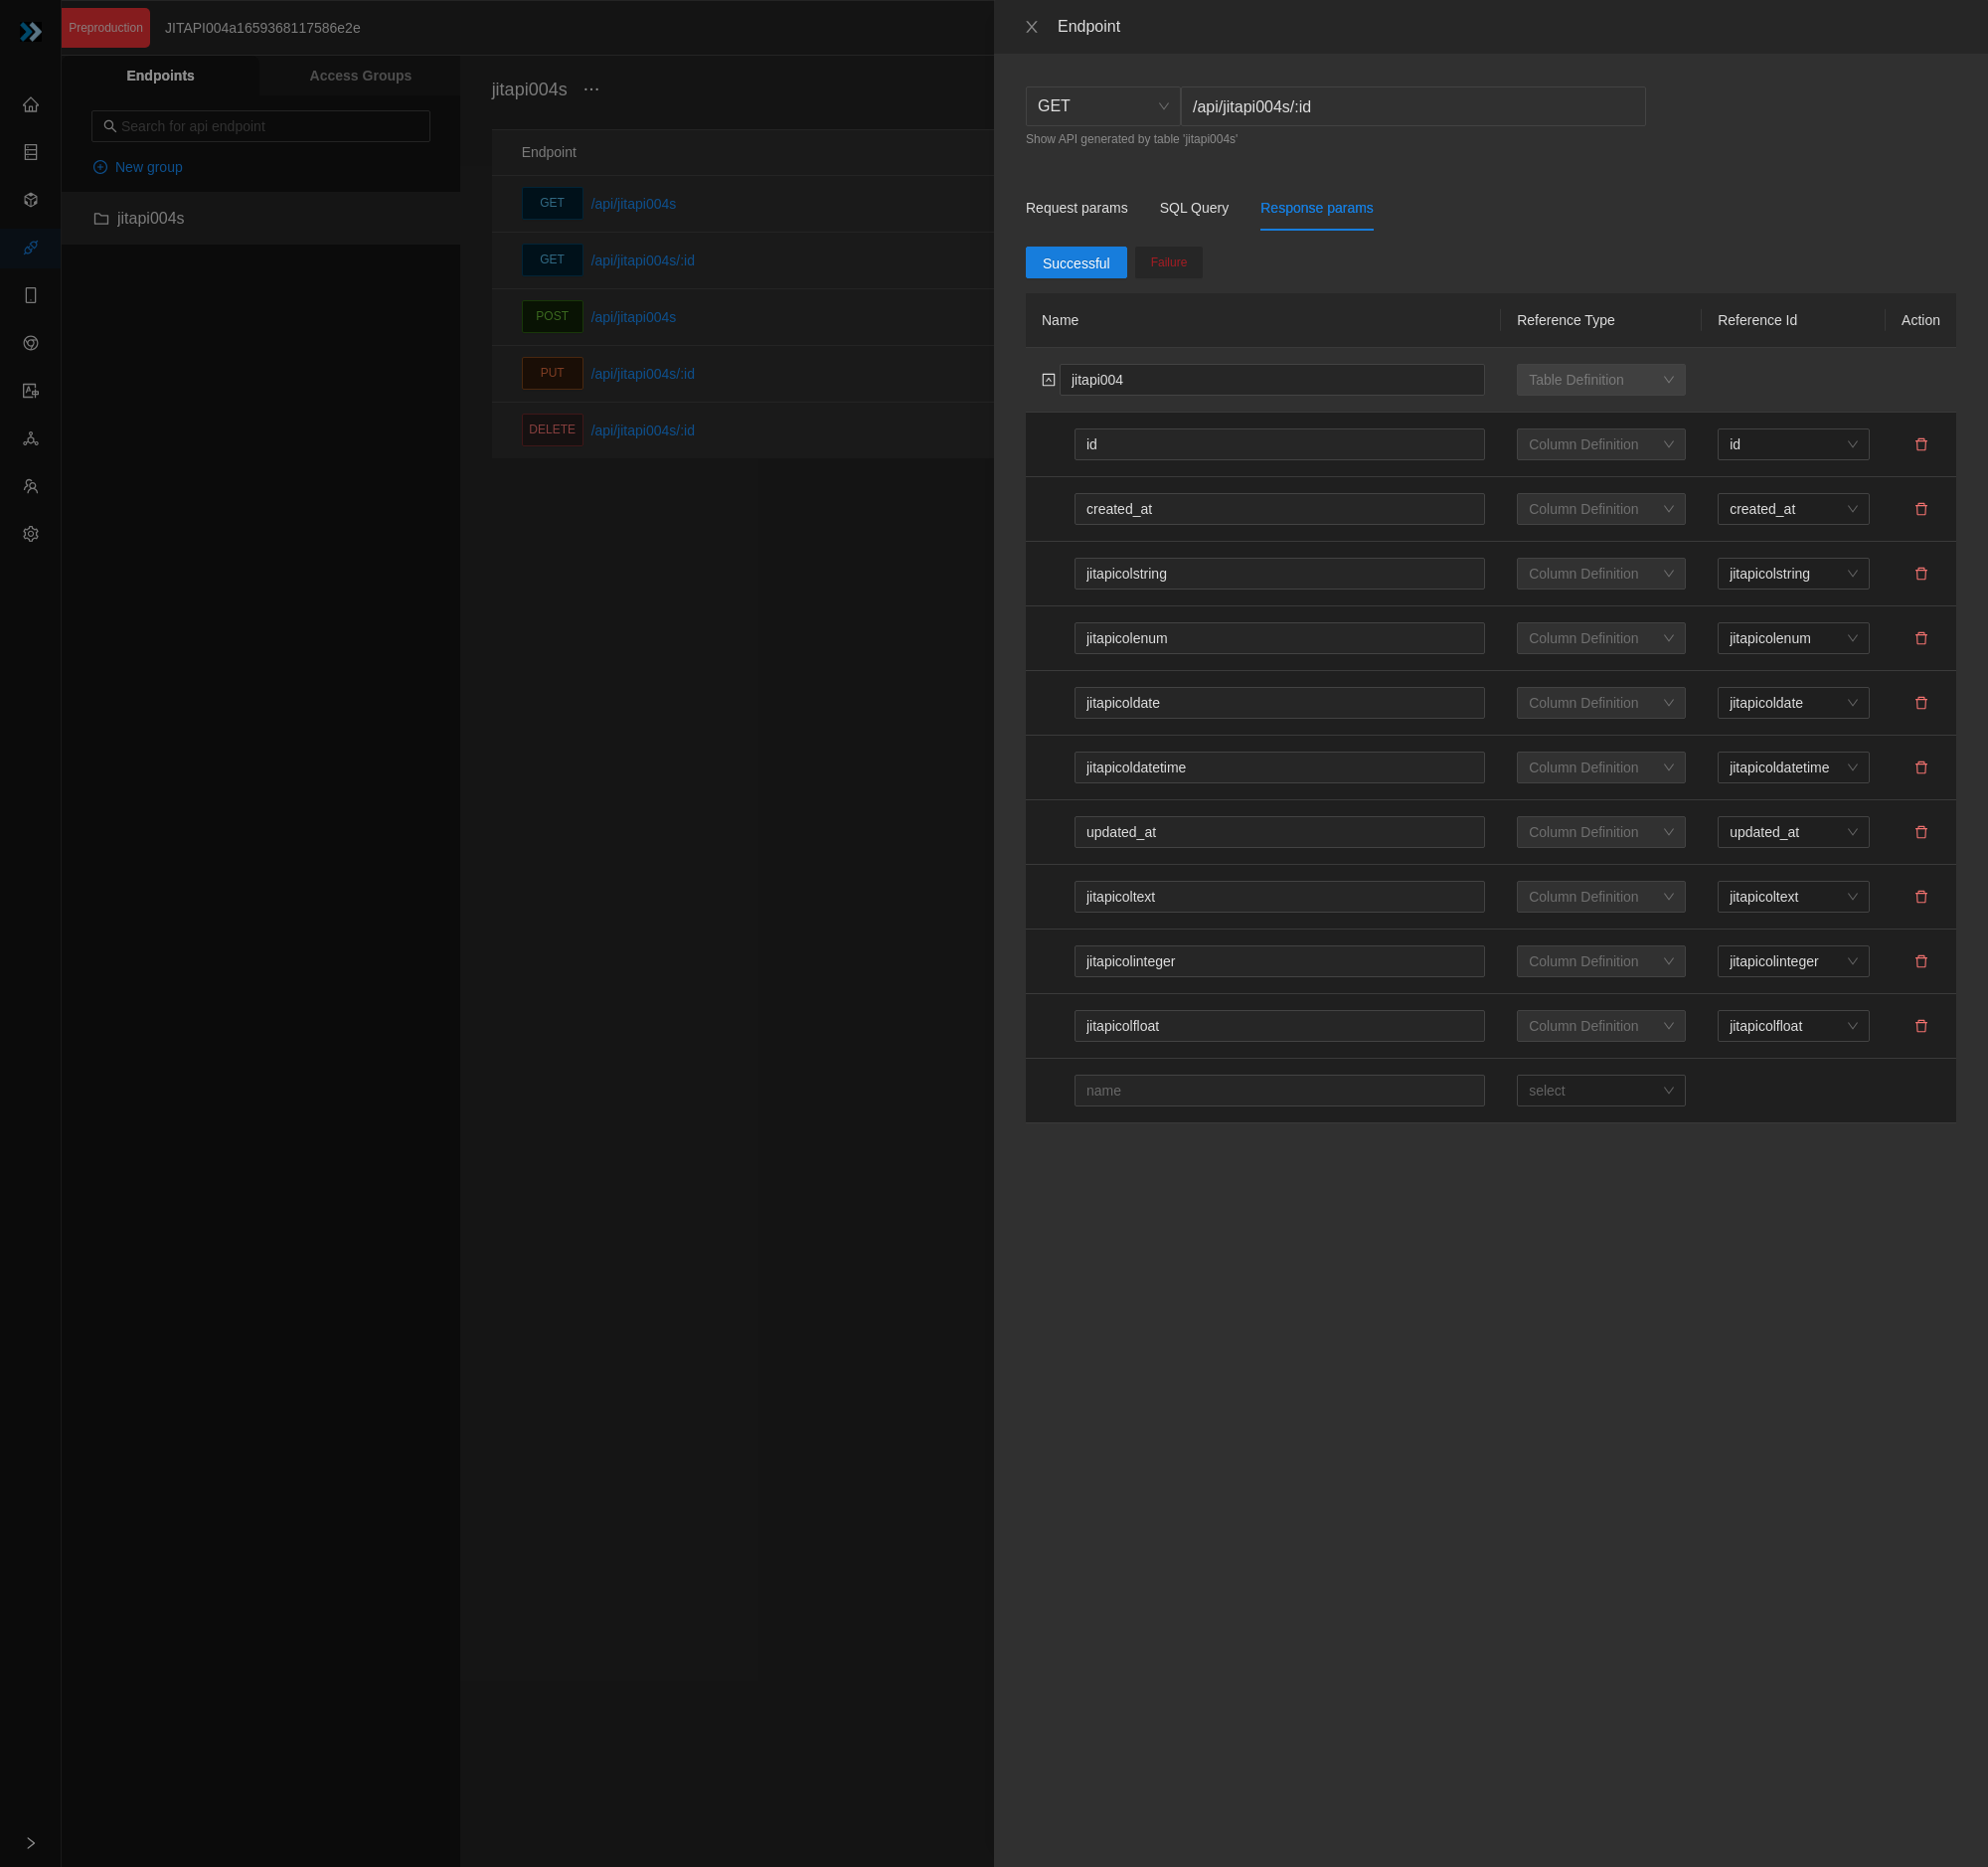 Preproduction
JITAPI004a1659368117586e2e
Endpoints
Access Groups
Search for api endpoint
New group
jitapi004s
jitapi004s
Endpoint
GET /api/jitapi004s
GET /api/jitapi004s/:id
POST /api/jitapi004s
PUT /api/jitapi004s/:id
DELETE /api/jitapi004s/:id
Endpoint
GET /api/jitapi004s/:id
Show API generated by table 'jitapi004s'
Request params SQL Query Response params
Successful Failure
Name Reference Type Reference Id Action
jitapi004 Table Definition
id Column Definition id
created_at Column Definition created_at
jitapicolstring Column Definition jitapicolstring
jitapicolenum Column Definition jitapicolenum
jitapicoldate Column Definition jitapicoldate
jitapicoldatetime Column Definition jitapicoldatetime
updated_at Column Definition updated_at
jitapicoltext Column Definition jitapicoltext
jitapicolinteger Column Definition jitapicolinteger
jitapicolfloat Column Definition jitapicolfloat
name select